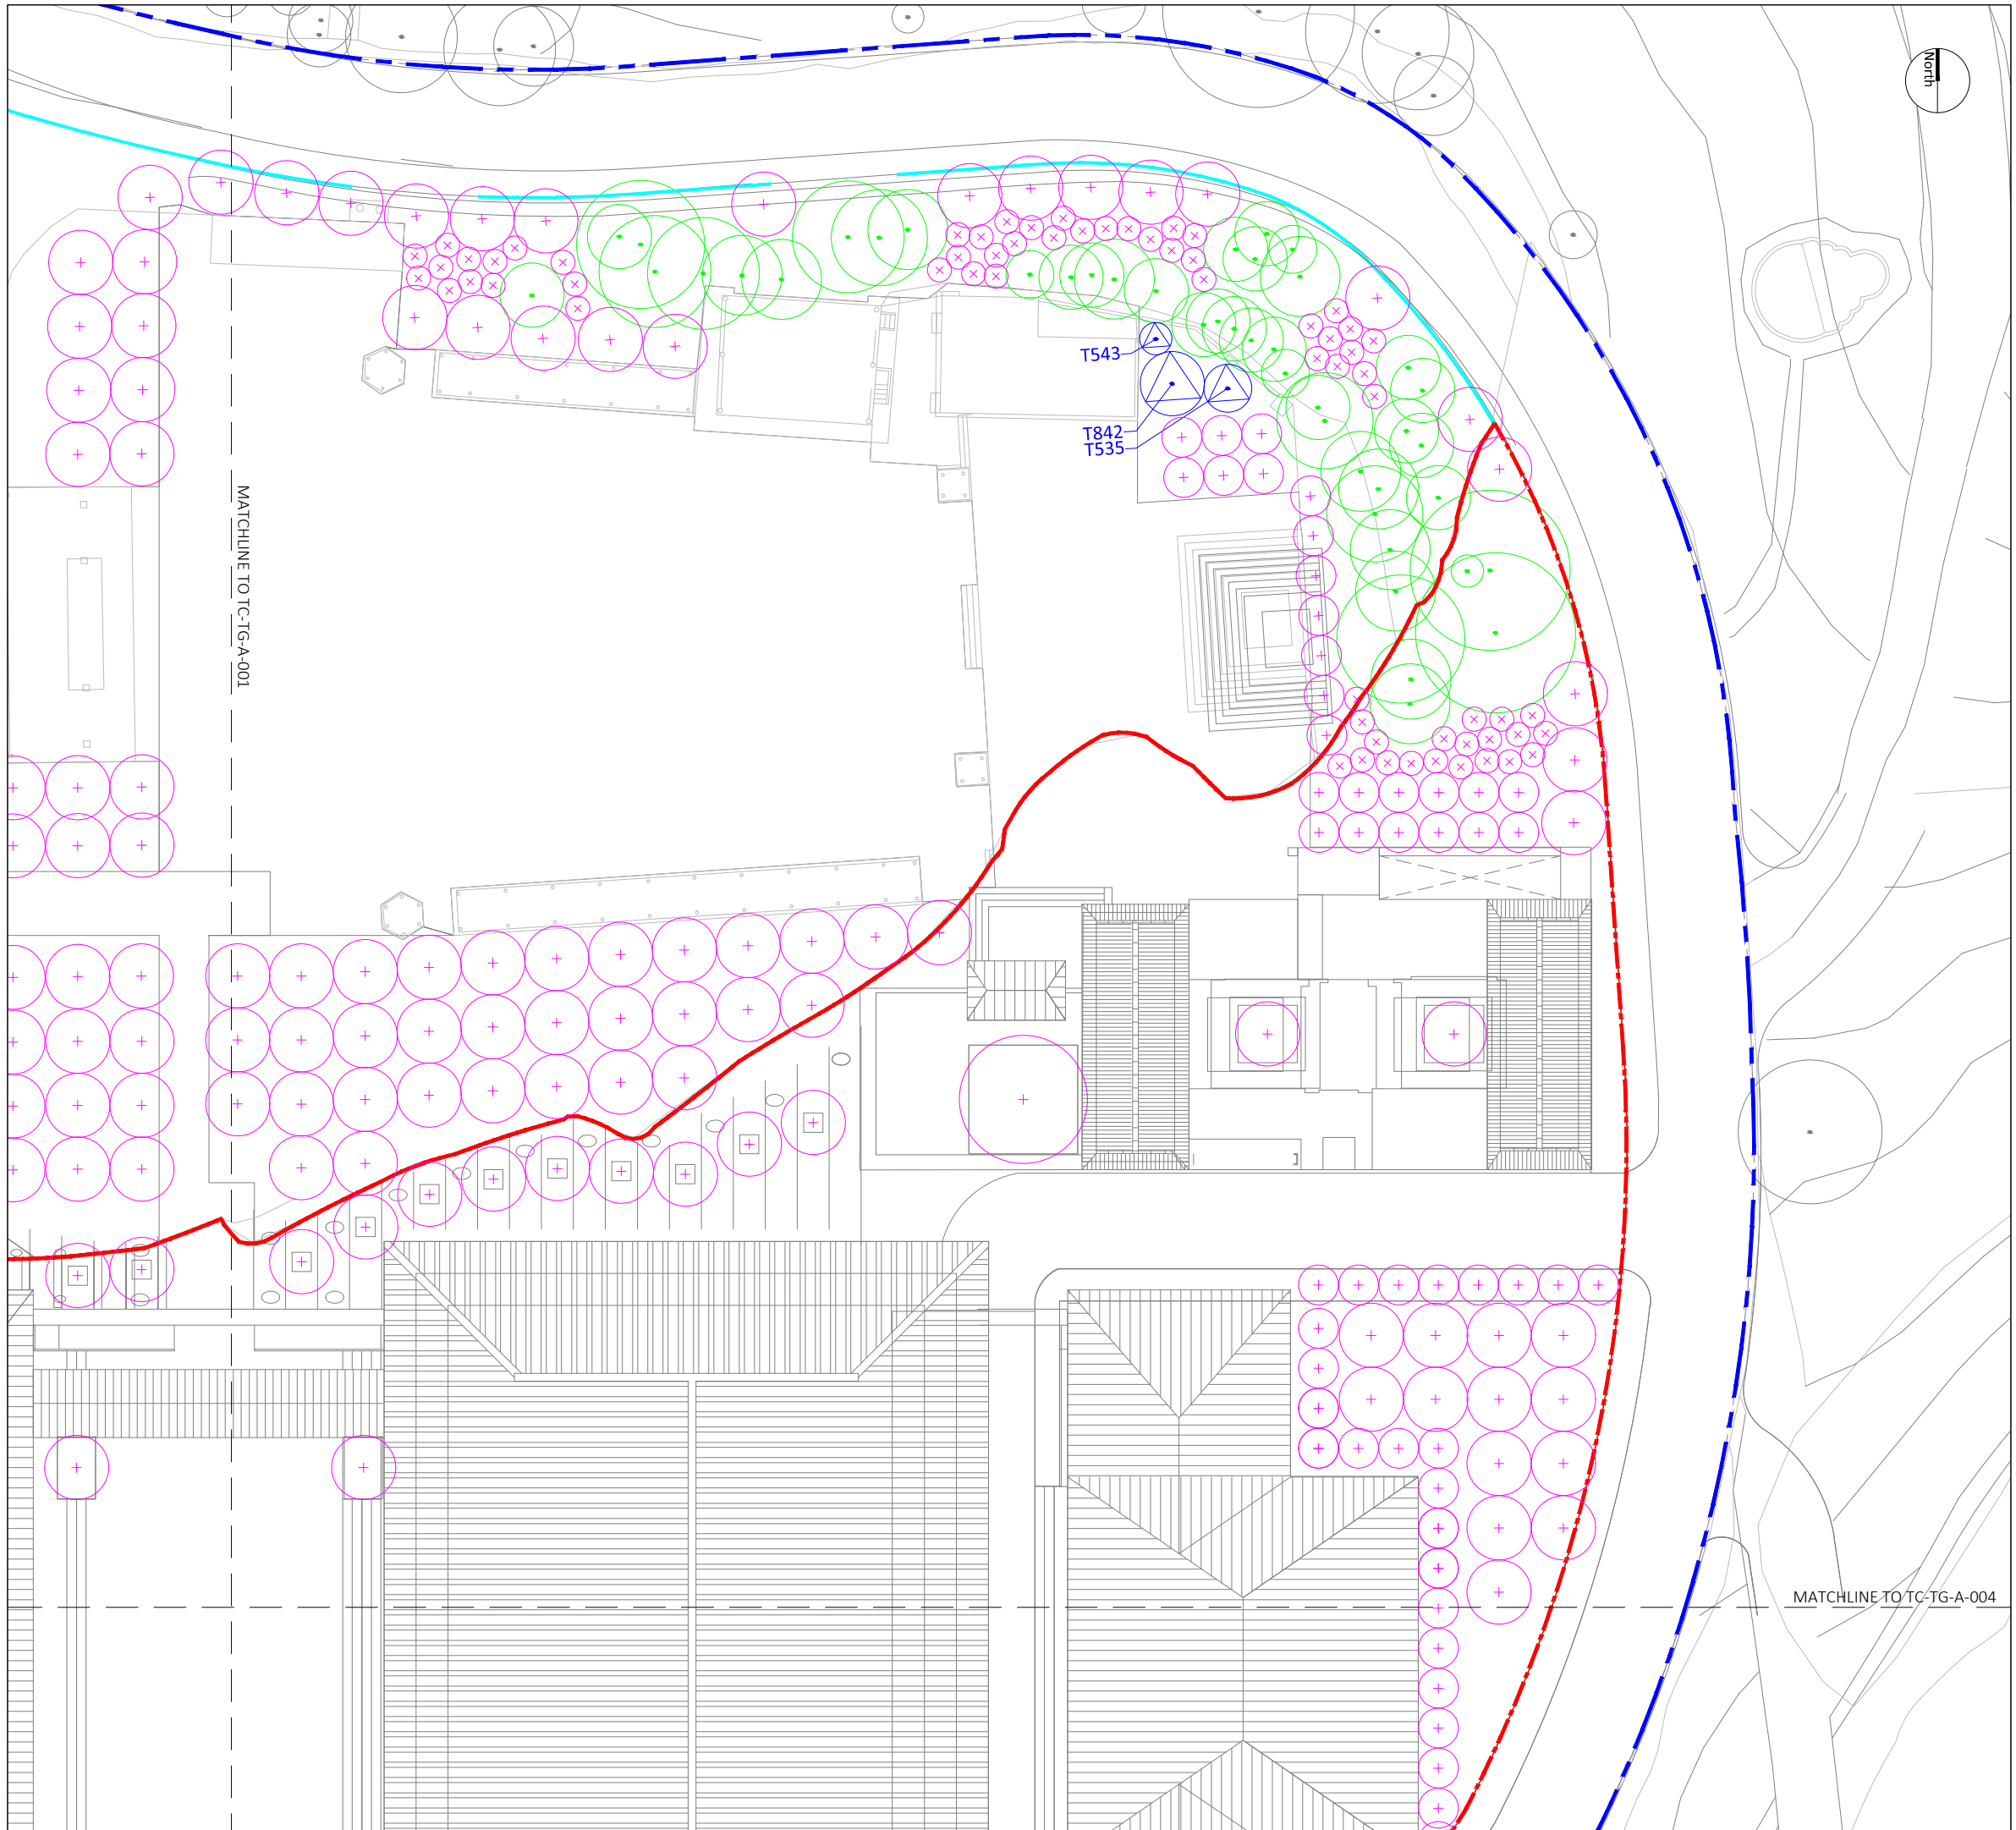 North
T543
T842
T535
MATCHLINE TO TC-TG-A-001
MATCHLINE TO TC-TG-A-004